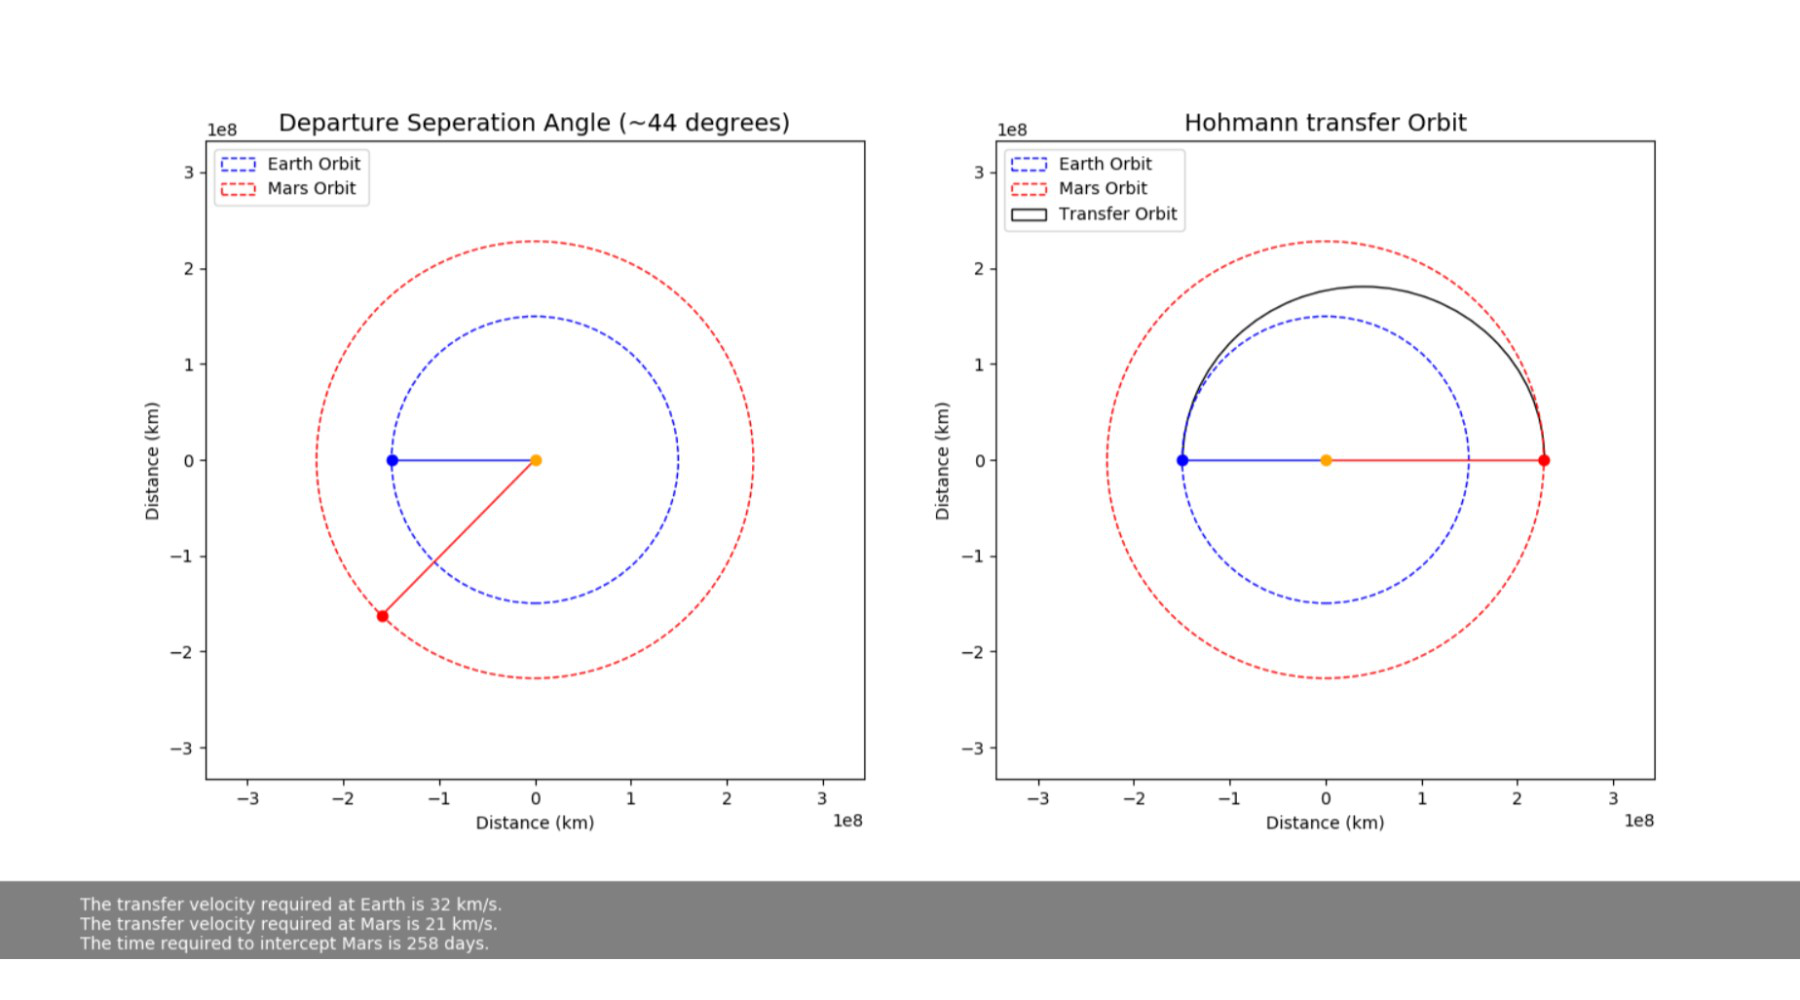 Departure Seperation Angle (~44 degrees)
1e8
Earth Orbit
Mars Orbit
3
2
1
0
−1
−2
−3
Distance (km)
−3 −2 −1 0 1 2 3
1e8
Distance (km)
Hohmann transfer Orbit
1e8
Earth Orbit
Mars Orbit
Transfer Orbit
3
2
1
0
−1
−2
−3
Distance (km)
−3 −2 −1 0 1 2 3
1e8
Distance (km)
The transfer velocity required at Earth is 32 km/s.
The transfer velocity required at Mars is 21 km/s.
The time required to intercept Mars is 258 days.